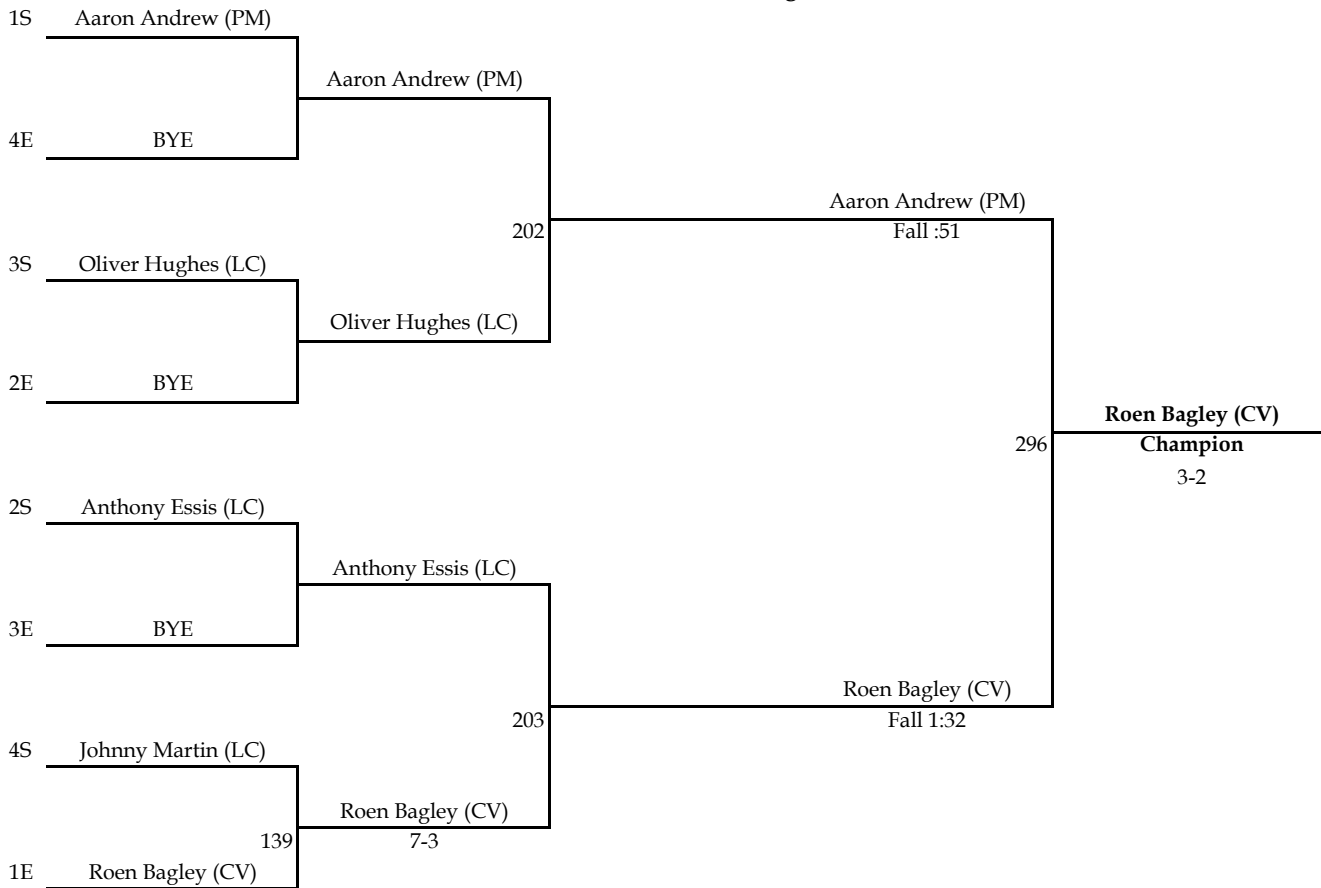 1S Aaron Andrew (PM)
Aaron Andrew (PM)
4E BYE
Aaron Andrew (PM)
202 Fall :51
3S Oliver Hughes (LC)
Oliver Hughes (LC)
2E BYE
Roen Bagley (CV)
296 Champion
3-2
2S Anthony Essis (LC)
Anthony Essis (LC)
3E BYE
Roen Bagley (CV)
203 Fall 1:32
4S Johnny Martin (LC)
Roen Bagley (CV)
139 7-3
1E Roen Bagley (CV)